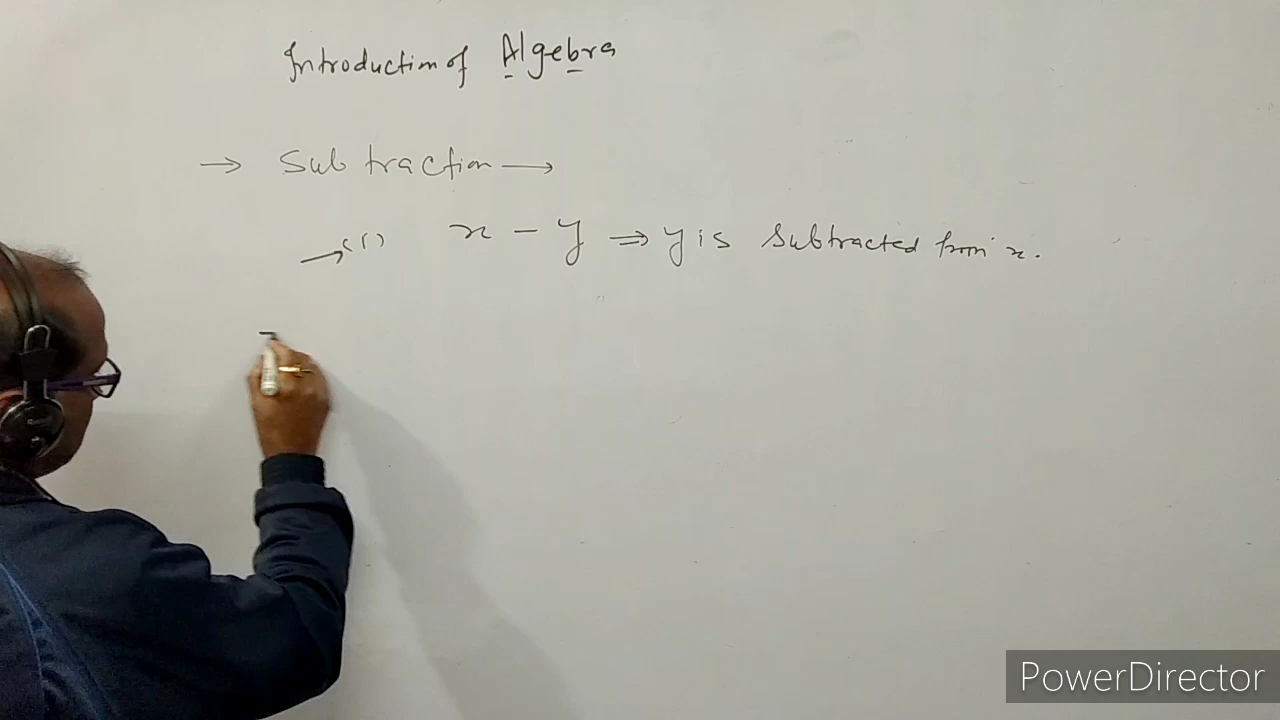 Introduction of Algebra
→ Subtraction →
→ (1) x - y ⇒ y is subtracted from x.
PowerDirector